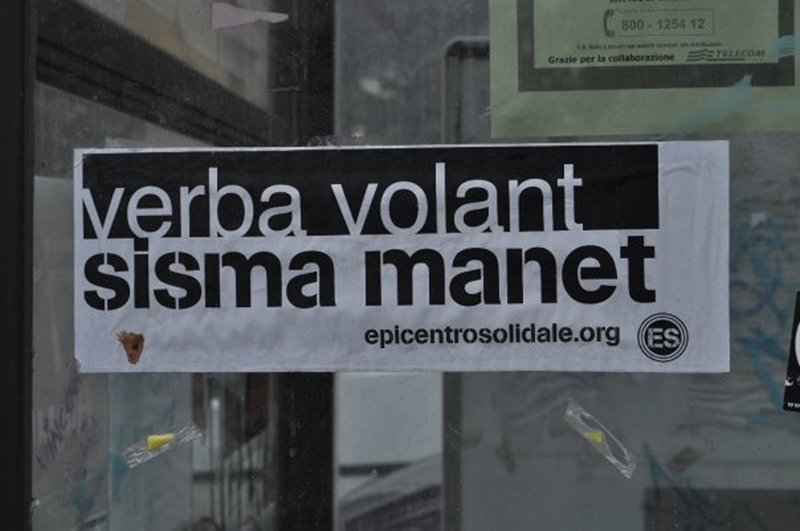 800 - 1254 12
Grazie per la collaborazione
TELECOM
verba volant
sisma manet
epicentrosolidale.org
ES